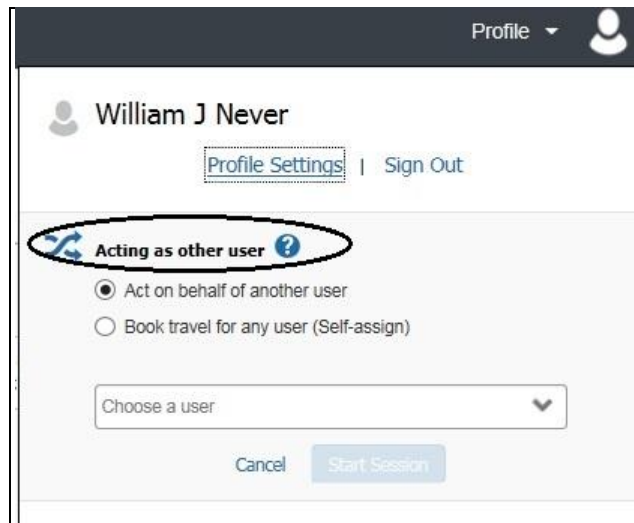 Profile
William J Never
Profile Settings | Sign Out
Acting as other user ?
Act on behalf of another user
Book travel for any user (Self-assign)
Choose a user
Cancel Start Session